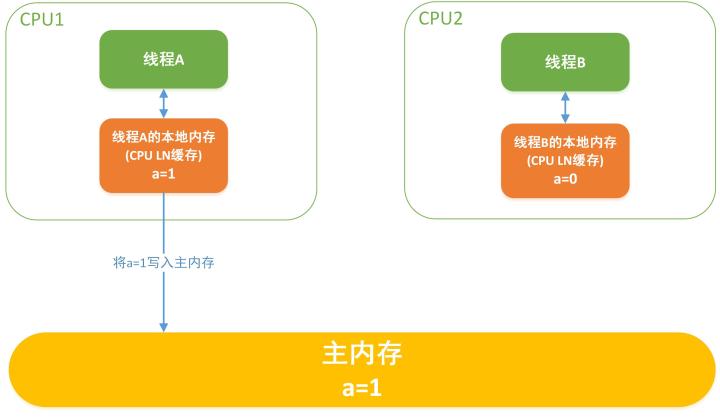 CPU1
线程A
线程A的本地内存
(CPU LN缓存)
a=1
CPU2
线程B
线程B的本地内存
(CPU LN缓存)
a=0
将a=1写入主内存
主内存
a=1